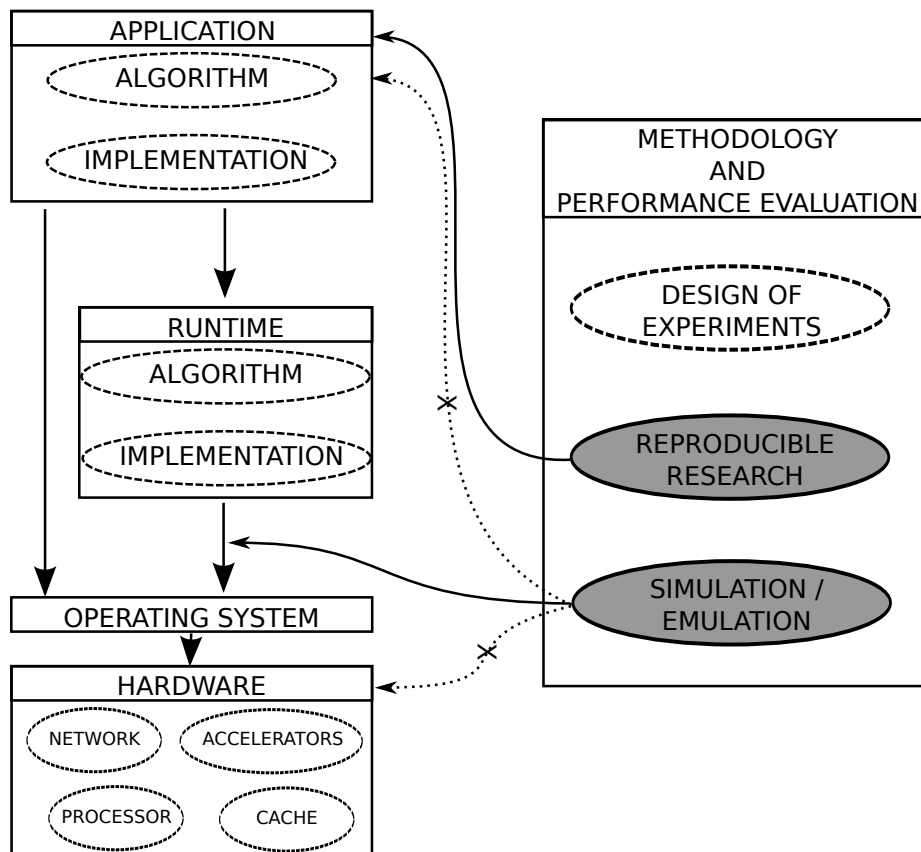 APPLICATION
ALGORITHM
IMPLEMENTATION
RUNTIME
ALGORITHM
IMPLEMENTATION
OPERATING SYSTEM
HARDWARE
NETWORK
ACCELERATORS
PROCESSOR
CACHE
METHODOLOGY
AND
PERFORMANCE EVALUATION
DESIGN OF
EXPERIMENTS
REPRODUCIBLE
RESEARCH
SIMULATION /
EMULATION
X
X